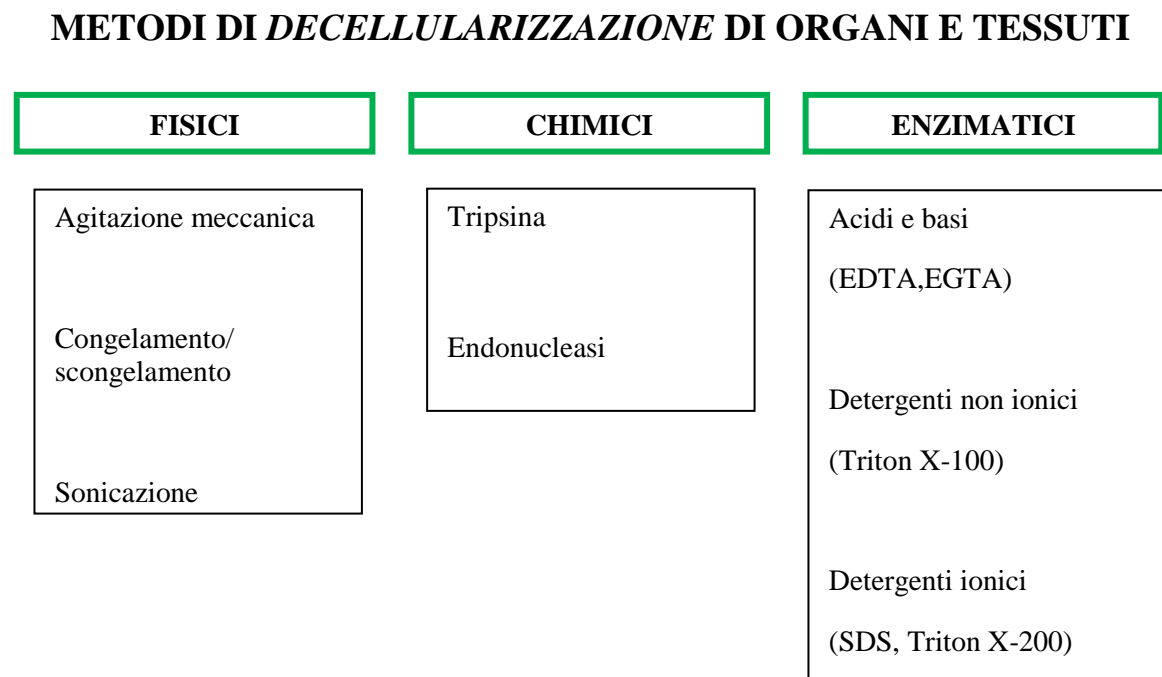 METODI DI DECELLULARIZZAZIONE DI ORGANI E TESSUTI
FISICI
Agitazione meccanica
Congelamento/
scongelamento
Sonicazione
CHIMICI
Tripsina
Endonucleasi
ENZIMATICI
Acidi e basi
(EDTA,EGTA)
Detergenti non ionici
(Triton X-100)
Detergenti ionici
(SDS, Triton X-200)